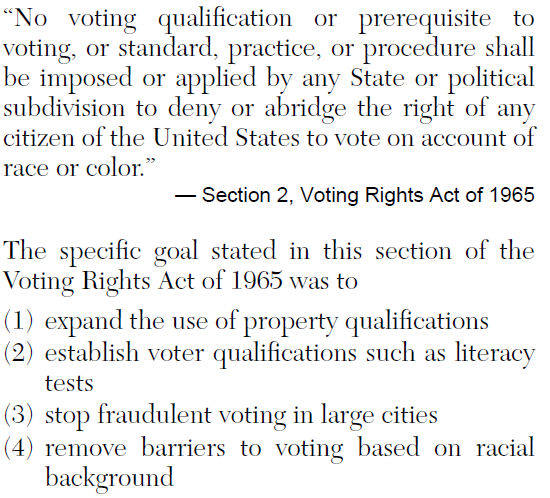 “No voting qualification or prerequisite to
voting, or standard, practice, or procedure shall
be imposed or applied by any State or political
subdivision to deny or abridge the right of any
citizen of the United States to vote on account of
race or color.”
— Section 2, Voting Rights Act of 1965
The specific goal stated in this section of the
Voting Rights Act of 1965 was to
(1) expand the use of property qualifications
(2) establish voter qualifications such as literacy
tests
(3) stop fraudulent voting in large cities
(4) remove barriers to voting based on racial
background